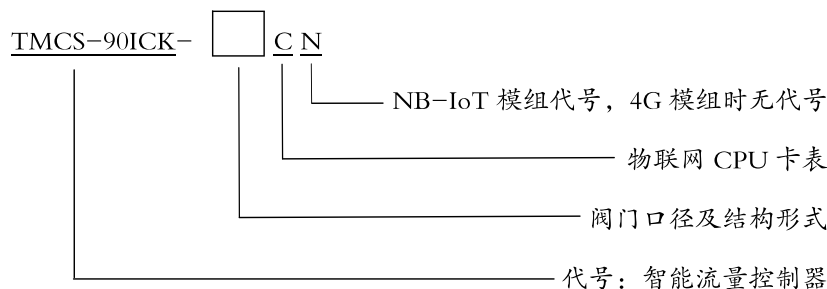 TMCS-90ICK-□ C N
NB-IoT 模组代号，4G 模组时无代号
物联网 CPU 卡表
阀门口径及结构形式
代号：智能流量控制器